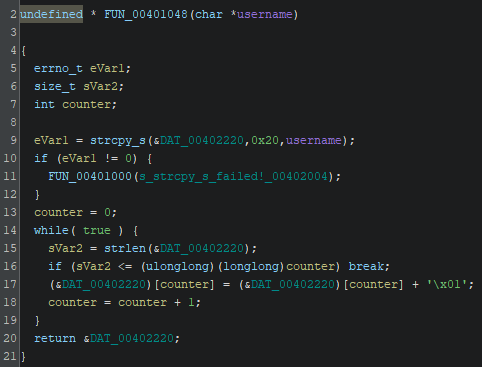 2 undefined * FUN_00401048(char *username)
3
4 {
5 errno_t eVar1;
6 size_t sVar2;
7 int counter;
8
9 eVar1 = strcpy_s(&DAT_00402220,0x20,username);
10 if (eVar1 != 0) {
11 FUN_00401000(s_strcpy_s_failed!_00402004);
12 }
13 counter = 0;
14 while( true ) {
15 sVar2 = strlen(&DAT_00402220);
16 if (sVar2 <= (ulonglong)(longlong)counter) break;
17 (&DAT_00402220)[counter] = (&DAT_00402220)[counter] + '\x01';
18 counter = counter + 1;
19 }
20 return &DAT_00402220;
21 }